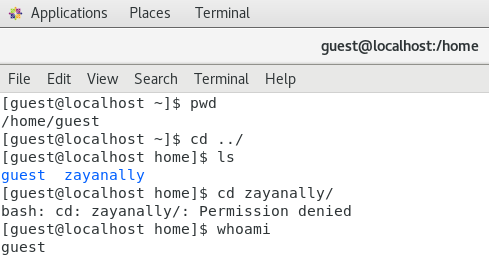 Applications Places Terminal
guest@localhost:/home
File Edit View Search Terminal Help
[guest@localhost ~]$ pwd
/home/guest
[guest@localhost ~]$ cd ../
[guest@localhost home]$ ls
guest  zayanally
[guest@localhost home]$ cd zayanally/
bash: cd: zayanally/: Permission denied
[guest@localhost home]$ whoami
guest